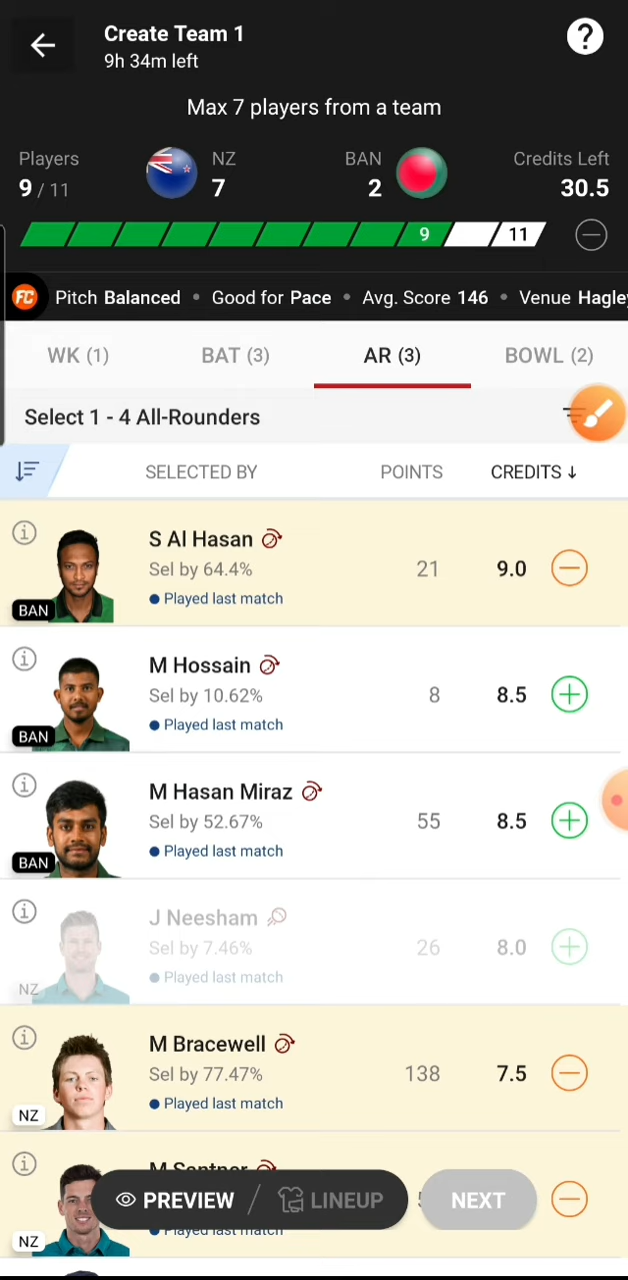 Create Team 1
9h 34m left
?
Max 7 players from a team
Players
9 / 11
NZ
7
BAN
2
Credits Left
30.5
9
11
FC Pitch Balanced • Good for Pace • Avg. Score 146 • Venue Hagley
WK (1)
BAT (3)
AR (3)
BOWL (2)
Select 1 - 4 All-Rounders
SELECTED BY
POINTS
CREDITS ↓
S Al Hasan
Sel by 64.4%
Played last match
21
9.0
BAN
M Hossain
Sel by 10.62%
Played last match
8
8.5
BAN
M Hasan Miraz
Sel by 52.67%
Played last match
55
8.5
BAN
J Neesham
Sel by 7.46%
Played last match
26
8.0
NZ
M Bracewell
Sel by 77.47%
Played last match
138
7.5
NZ
M Santner
PREVIEW
LINEUP
NEXT
Played last match
NZ